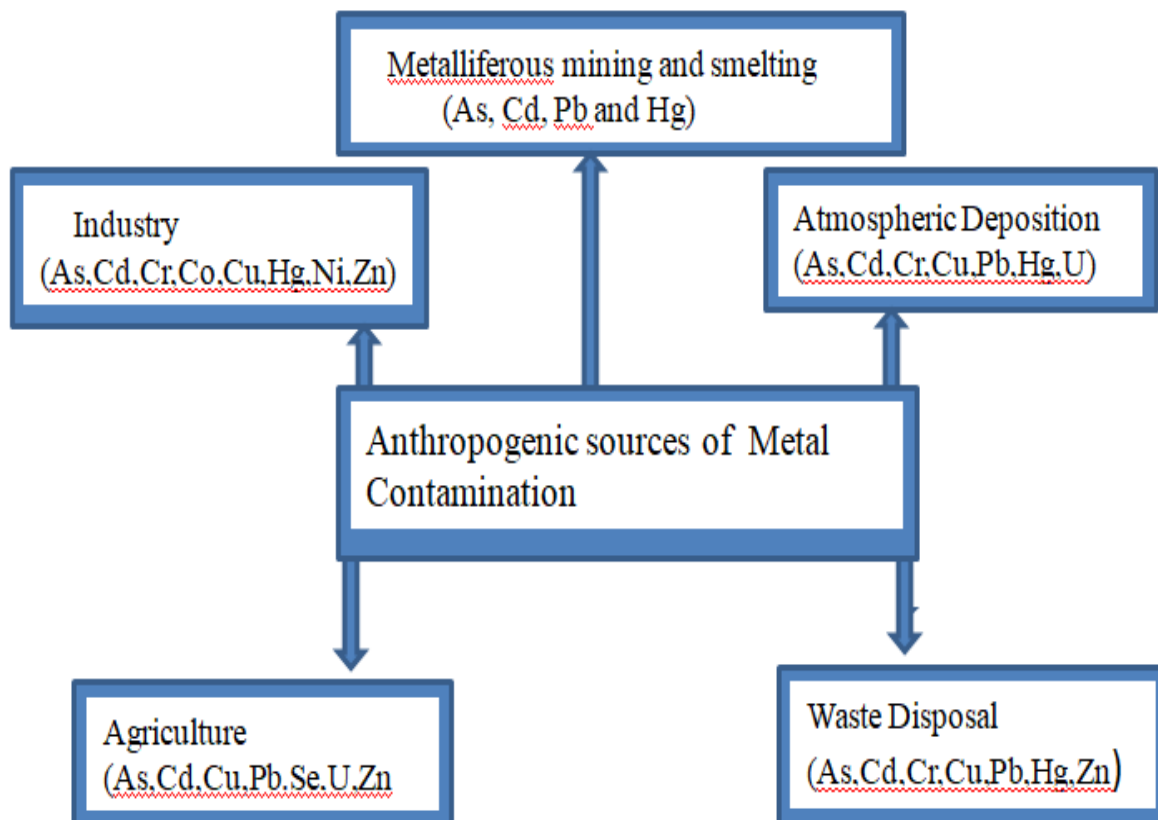 Metalliferous mining and smelting
(As, Cd, Pb and Hg)
Industry
(As,Cd,Cr,Co,Cu,Hg,Ni,Zn)
Atmospheric Deposition
(As,Cd,Cr,Cu,Pb,Hg,U)
Anthropogenic sources of Metal
Contamination
Agriculture
(As,Cd,Cu,Pb.Se.U,Zn
Waste Disposal
(As,Cd,Cr,Cu,Pb,Hg,Zn)